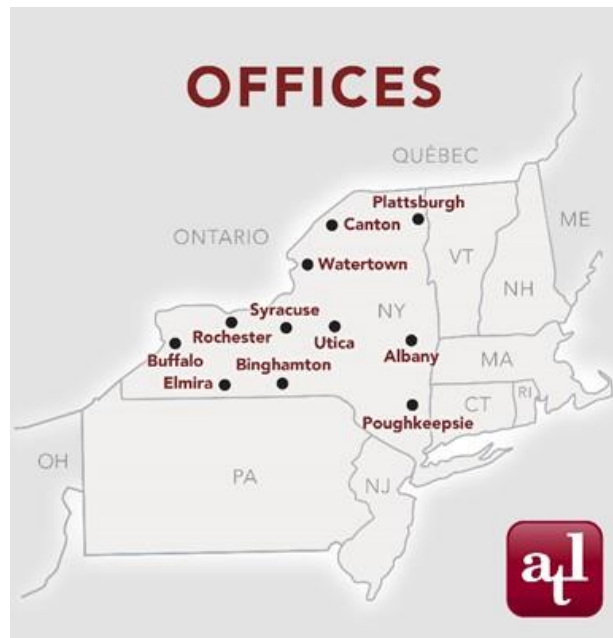 OFFICES
QUÉBEC
Plattsburgh
Canton
ME
ONTARIO
VT
Watertown
NH
Syracuse
NY
Rochester
Utica
Buffalo
Albany
MA
Binghamton
Elmira
CT
RI
Poughkeepsie
OH
PA
NJ
atl